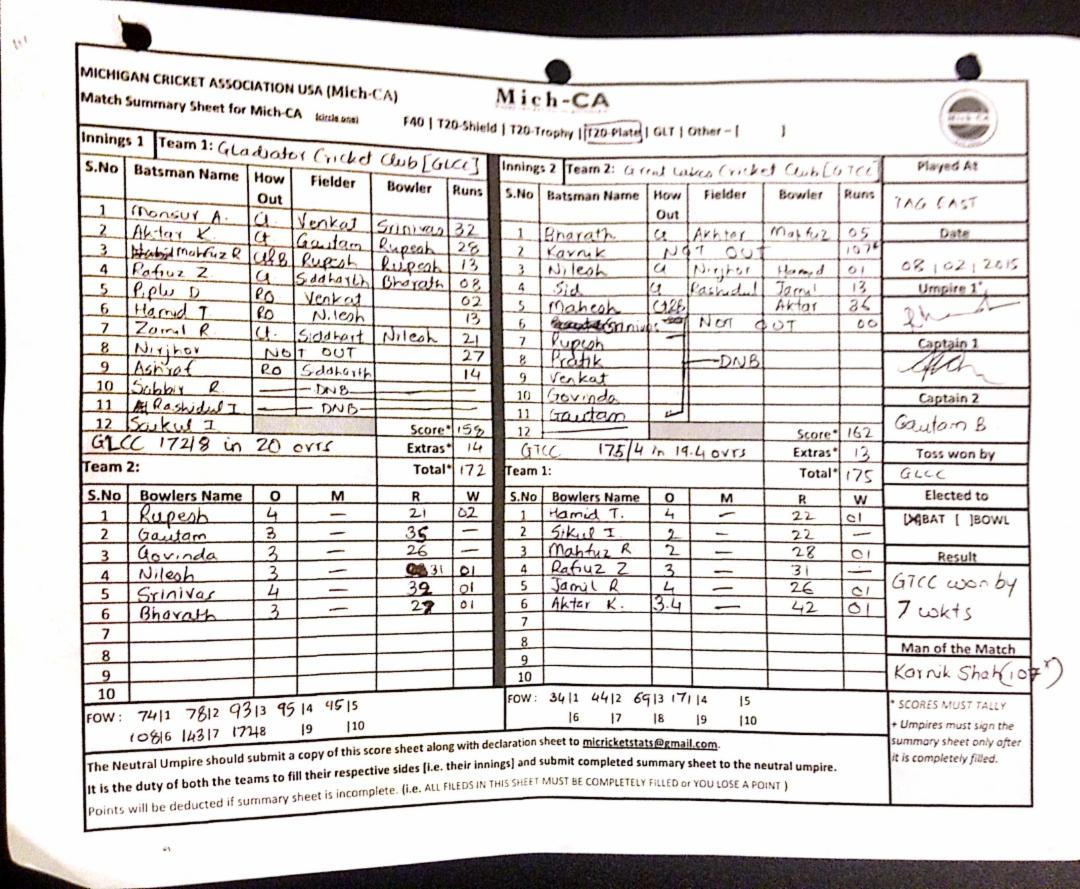 MICHIGAN CRICKET ASSOCIATION USA (Mich-CA)
Mich-CA
Match Summary Sheet for Mich-CA (circle one) F40 | T20-Shield | T20-Trophy | T20-Plate | GLT | Other – [ ]
Innings 1 Team 1: Gladiator Cricket Club [GLCC]
S.No Batsman Name How Out Fielder Bowler Runs
1 Monsur A. Ct. Venkat Srinivas 32
2 Aktar K. Ct Gautam Rupesh 28
3 Mahfuz R C&B Rupesh Rupesh 13
4 Rafiuz Z Ct. Siddharth Bharath 08
5 Piplu D RO Venkat 02
6 Hamid T RO Nilesh 13
7 Zamil R. Ct. Siddhart Nilesh 21
8 Nirjhor NOT OUT 27
9 Ashraf RO Siddharth 14
10 Sabbir R. DNB
11 Rashidul I DNB
12 Saikul I Score* 158
GLCC 172/8 in 20 ovrs Extras* 14
Team 2: Total* 172
S.No Bowlers Name O M R W
1 Rupesh 4 — 21 02
2 Gautam 3 — 35 —
3 Govinda 3 — 26 —
4 Nilesh 3 — 31 01
5 Srinivas 4 — 32 01
6 Bharath 3 — 27 01
7
8
9
10
FOW: 74/1 78/2 93/3 95/4 95/5
108/6 143/7 172/8 |9 |10
Innings 2 Team 2: Great Lakes Cricket Club [GTCC]
S.No Batsman Name How Out Fielder Bowler Runs
1 Bharath Ct Akhtar Mahfuz 05
2 Karnik NOT OUT 107*
3 Nilesh Ct Nirjhor Hamid 01
4 Sid Ct Rashidul Jamil 13
5 Mahesh Ct&B Aktar 36
6 Srinivas NOT OUT 00
7 Rupesh
8 Pratik DNB
9 Venkat
10 Govinda
11 Gautam
12 Score* 162
GTCC 175/4 in 19.4 ovrs Extras* 13
Team 1: Total* 175
S.No Bowlers Name O M R W
1 Hamid T. 4 — 22 01
2 Sikul I 2 — 22 —
3 Mahfuz R 2 — 28 01
4 Rafiuz Z 3 — 31 —
5 Jamil R 4 — 26 01
6 Aktar K. 3.4 — 42 01
7
8
9
10
FOW: 34/1 44/2 69/3 171/4 |5
|6 |7 |8 |9 |10
Mich-CA
Played At
TAG EAST
Date
08/02/2015
Umpire 1+
Captain 1
Captain 2
Gautam B
Toss won by
GLCC
Elected to
[X]BAT [ ]BOWL
Result
GTCC won by
7 wkts
Man of the Match
Karnik Shah (107*)
* SCORES MUST TALLY
+ Umpires must sign the
summary sheet only after
it is completely filled.
The Neutral Umpire should submit a copy of this score sheet along with declaration sheet to micricketstats@gmail.com.
It is the duty of both the teams to fill their respective sides [i.e. their innings] and submit completed summary sheet to the neutral umpire.
Points will be deducted if summary sheet is incomplete. (i.e. ALL FILEDS IN THIS SHEET MUST BE COMPLETELY FILLED or YOU LOSE A POINT )